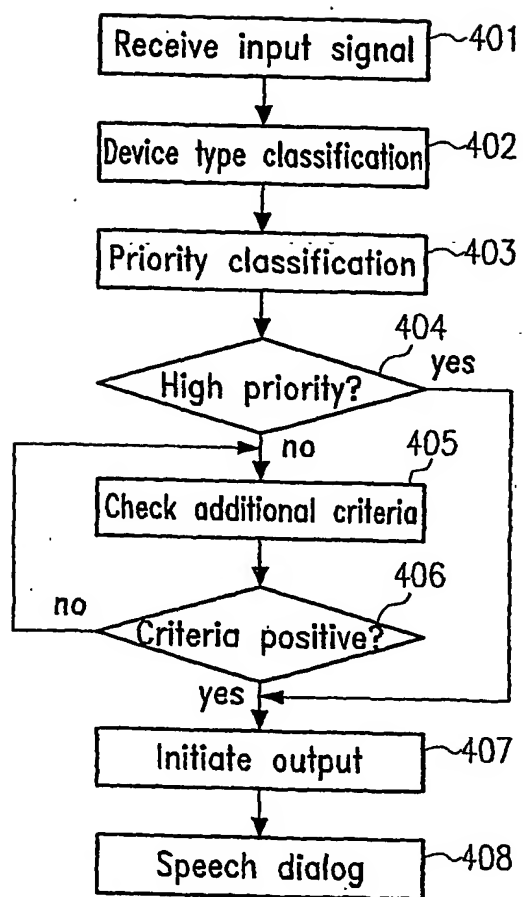 Receive input signal 401
Device type classification 402
Priority classification 403
404
High priority? yes
no
405
Check additional criteria
406
no
Criteria positive?
yes
Initiate output 407
Speech dialog 408